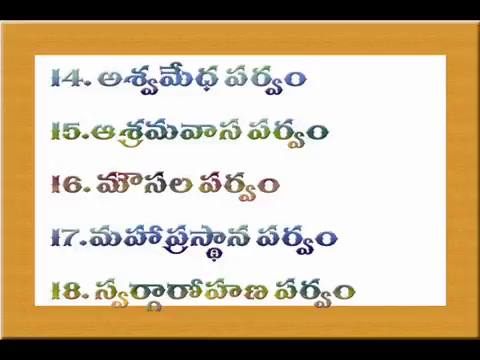 14. అశ్వమేధ పర్వం
15.ఆశ్రమవాస పర్వం
16. మౌసల పర్వం
17.మహాప్రస్థాన పర్వం
18. స్వర్గారోహణ పర్వం